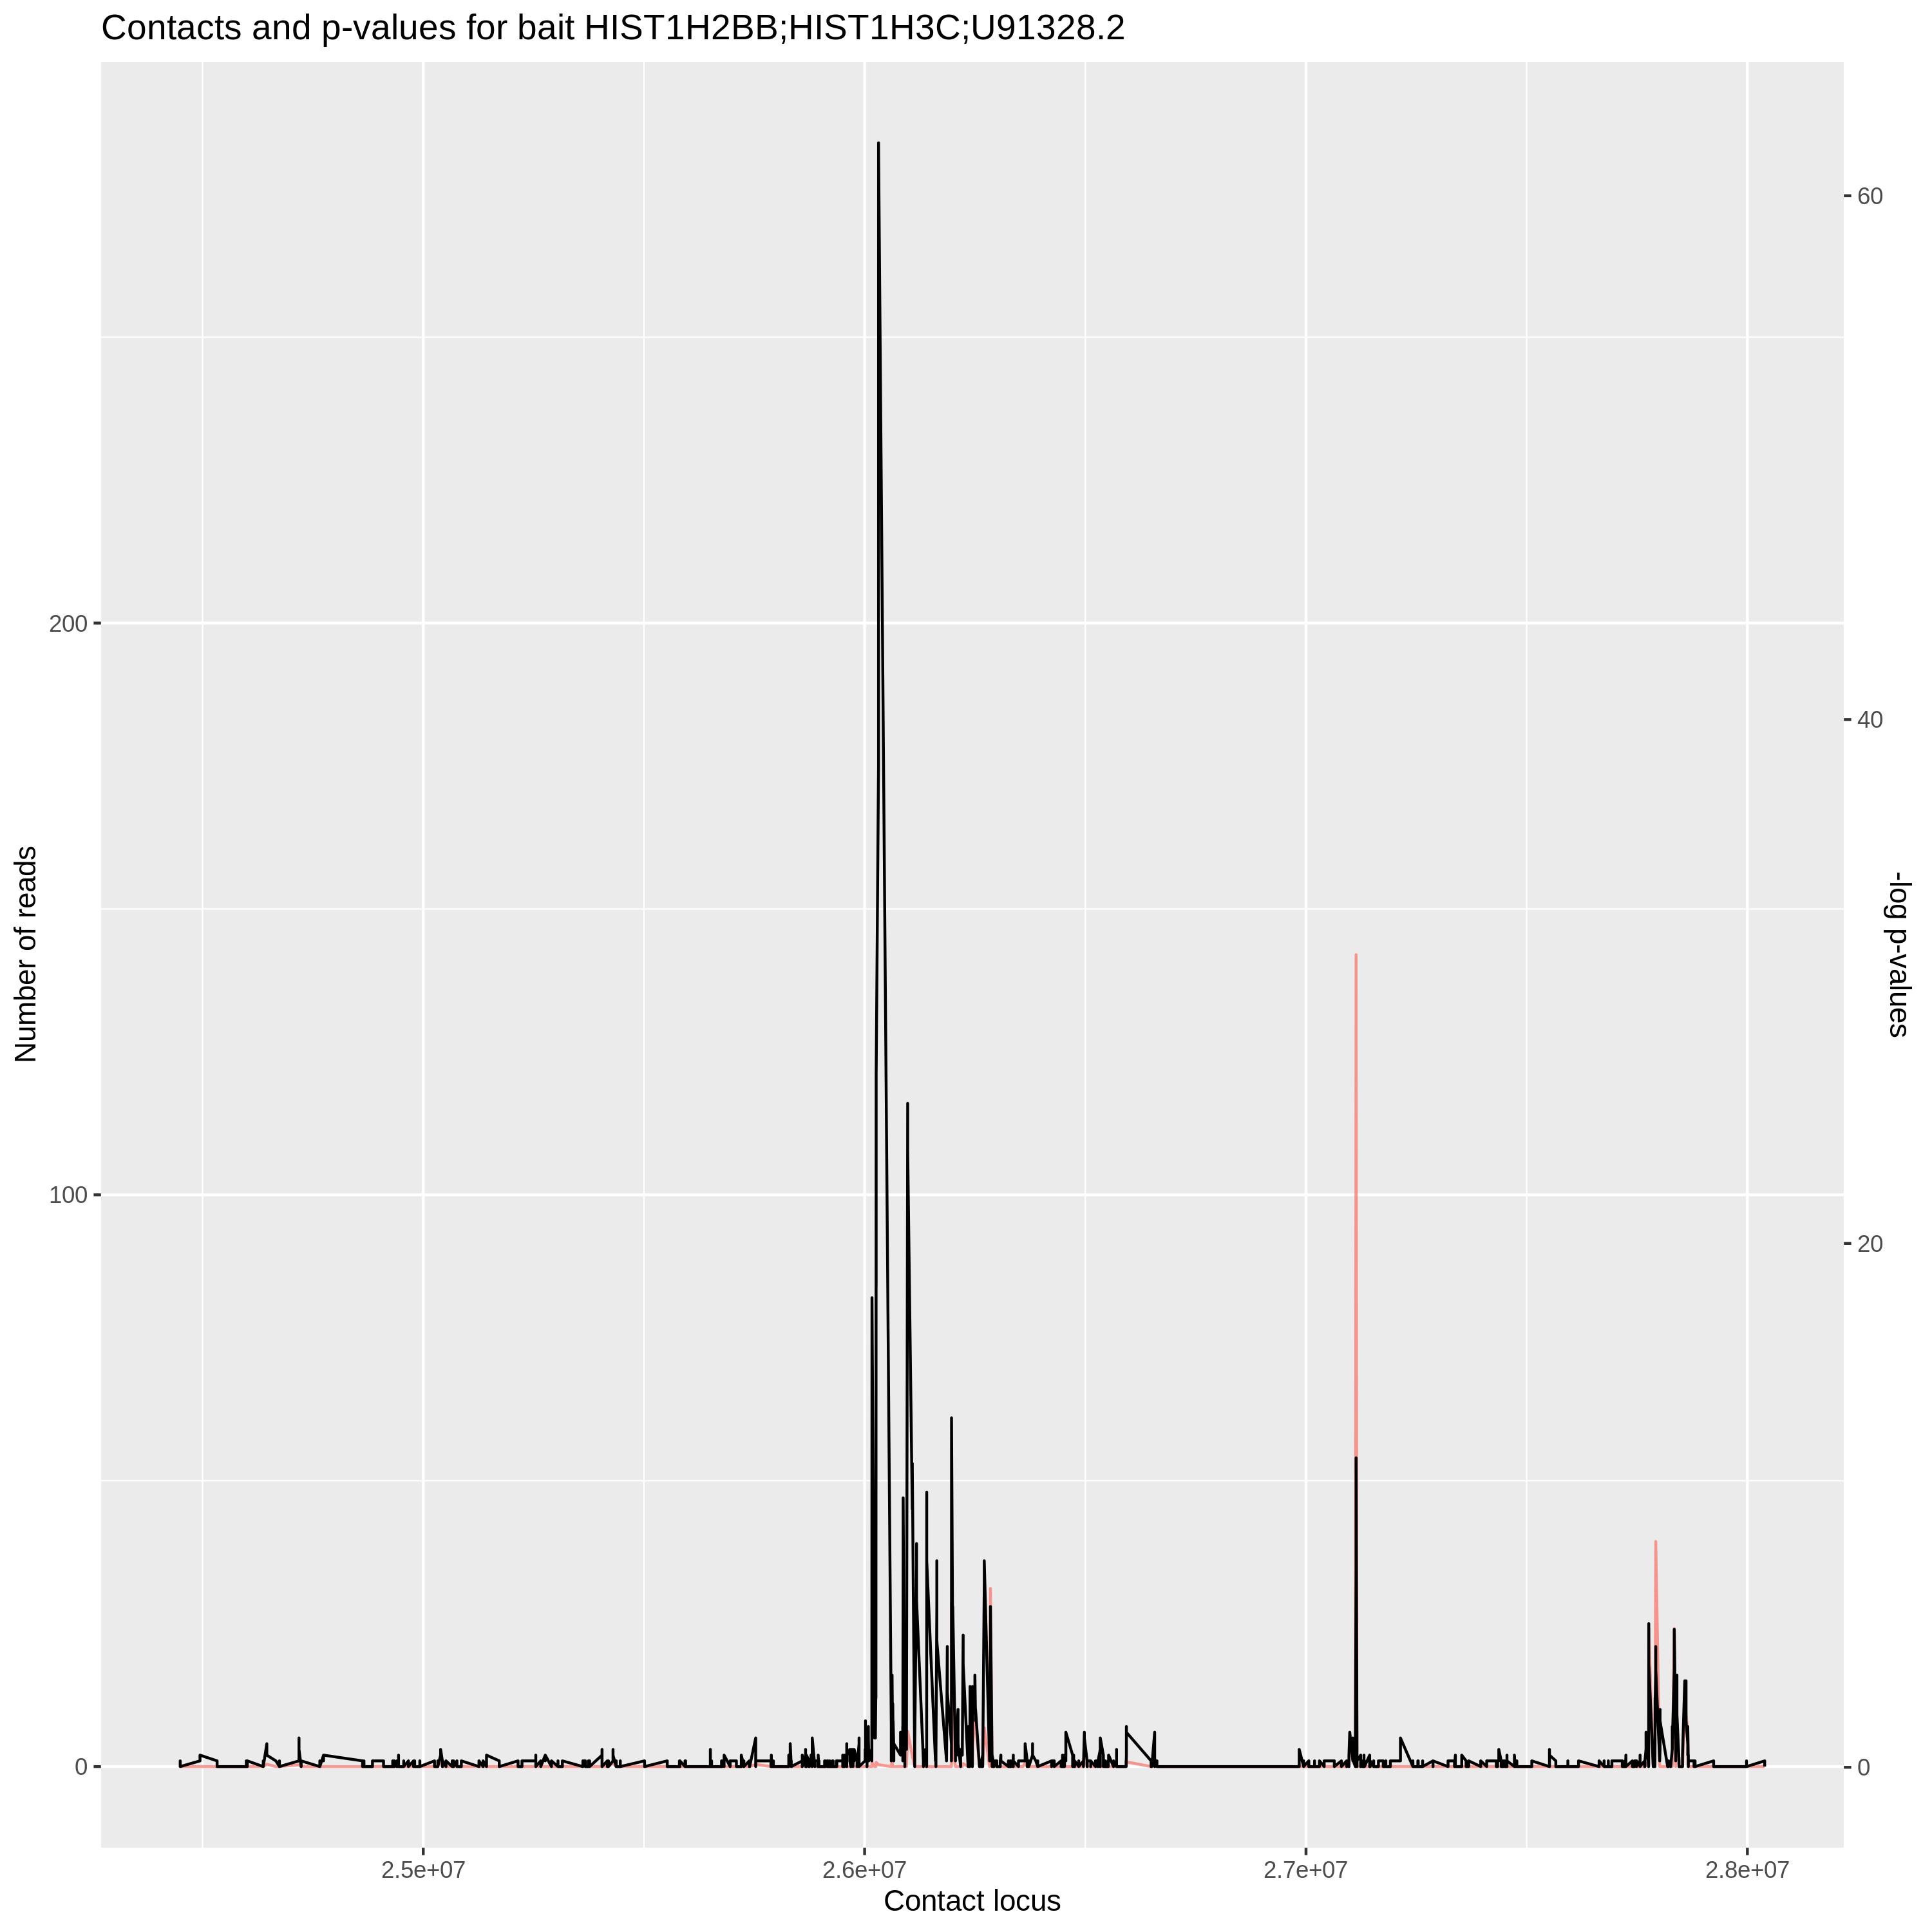 Contacts and p-values for bait HIST1H2BB;HIST1H3C;U91328.2
60
200
40
Number of reads
-log p-values
100
20
0
0
2.5e+07
2.6e+07
2.7e+07
2.8e+07
Contact locus